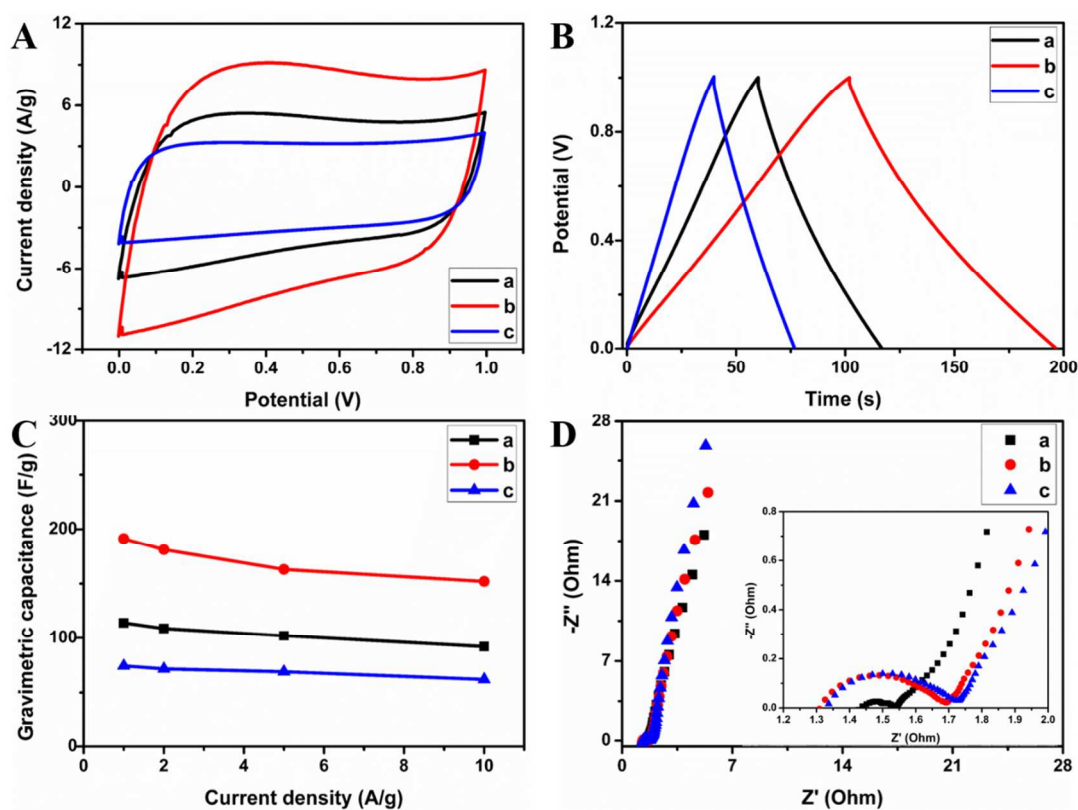 A
Current density (A/g)
12
6
0
-6
-12
0.0 0.2 0.4 0.6 0.8 1.0
Potential (V)
a
b
c
B
Potential (V)
1.2
0.8
0.4
0.0
0 50 100 150 200
Time (s)
a
b
c
C
Gravimetric capacitance (F/g)
300
200
100
0
2 4 6 8 10
Current density (A/g)
a
b
c
D
-Z'' (Ohm)
28
21
14
7
0
0 7 14 21 28
Z' (Ohm)
a
b
c
-Z'' (Ohm)
0.8
0.6
0.4
0.2
0.0
1.2 1.3 1.4 1.5 1.6 1.7 1.8 1.9 2.0
Z' (Ohm)